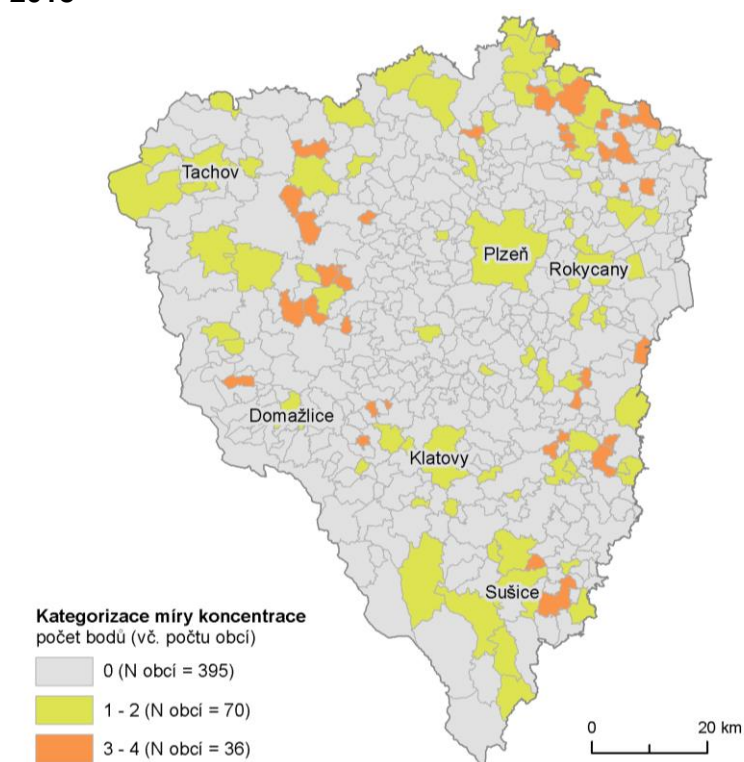 Tachov
Plzeň
Rokycany
Domažlice
Klatovy
Sušice
Kategorizace míry koncentrace
počet bodů (vč. počtu obcí)
0 (N obcí = 395)
1 - 2 (N obcí = 70)
3 - 4 (N obcí = 36)
0 20 km